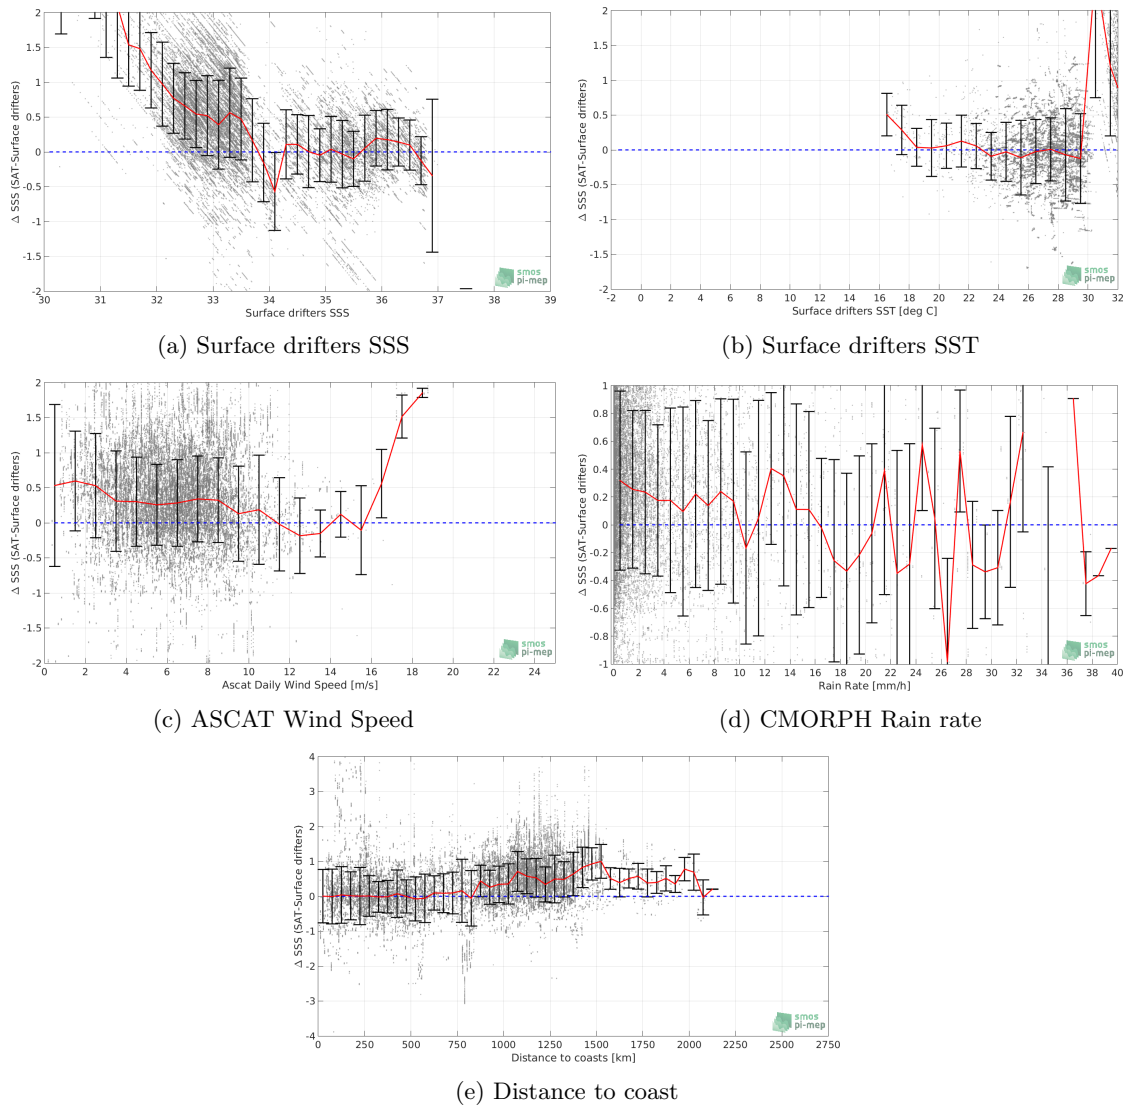 2
1.5
1
0.5
0
-0.5
-1
-1.5
-2
Δ SSS (SAT-Surface drifters)
30 31 32 33 34 35 36 37 38 39
Surface drifters SSS
smos
pi-mep
(a) Surface drifters SSS
2
1.5
1
0.5
0
-0.5
-1
-1.5
-2
Δ SSS (SAT-Surface drifters)
-2 0 2 4 6 8 10 12 14 16 18 20 22 24 26 28 30 32
Surface drifters SST [deg C]
smos
pi-mep
(b) Surface drifters SST
2
1.5
1
0.5
0
-0.5
-1
-1.5
-2
Δ SSS (SAT-Surface drifters)
0 2 4 6 8 10 12 14 16 18 20 22 24
Ascat Daily Wind Speed [m/s]
smos
pi-mep
(c) ASCAT Wind Speed
1
0.8
0.6
0.4
0.2
0
-0.2
-0.4
-0.6
-0.8
-1
Δ SSS (SAT-Surface drifters)
0 2 4 6 8 10 12 14 16 18 20 22 24 26 28 30 32 34 36 38 40
Rain Rate [mm/h]
smos
pi-mep
(d) CMORPH Rain rate
4
3
2
1
0
-1
-2
-3
-4
Δ SSS (SAT-Surface drifters)
0 250 500 750 1000 1250 1500 1750 2000 2250 2500 2750
Distance to coasts [km]
smos
pi-mep
(e) Distance to coast